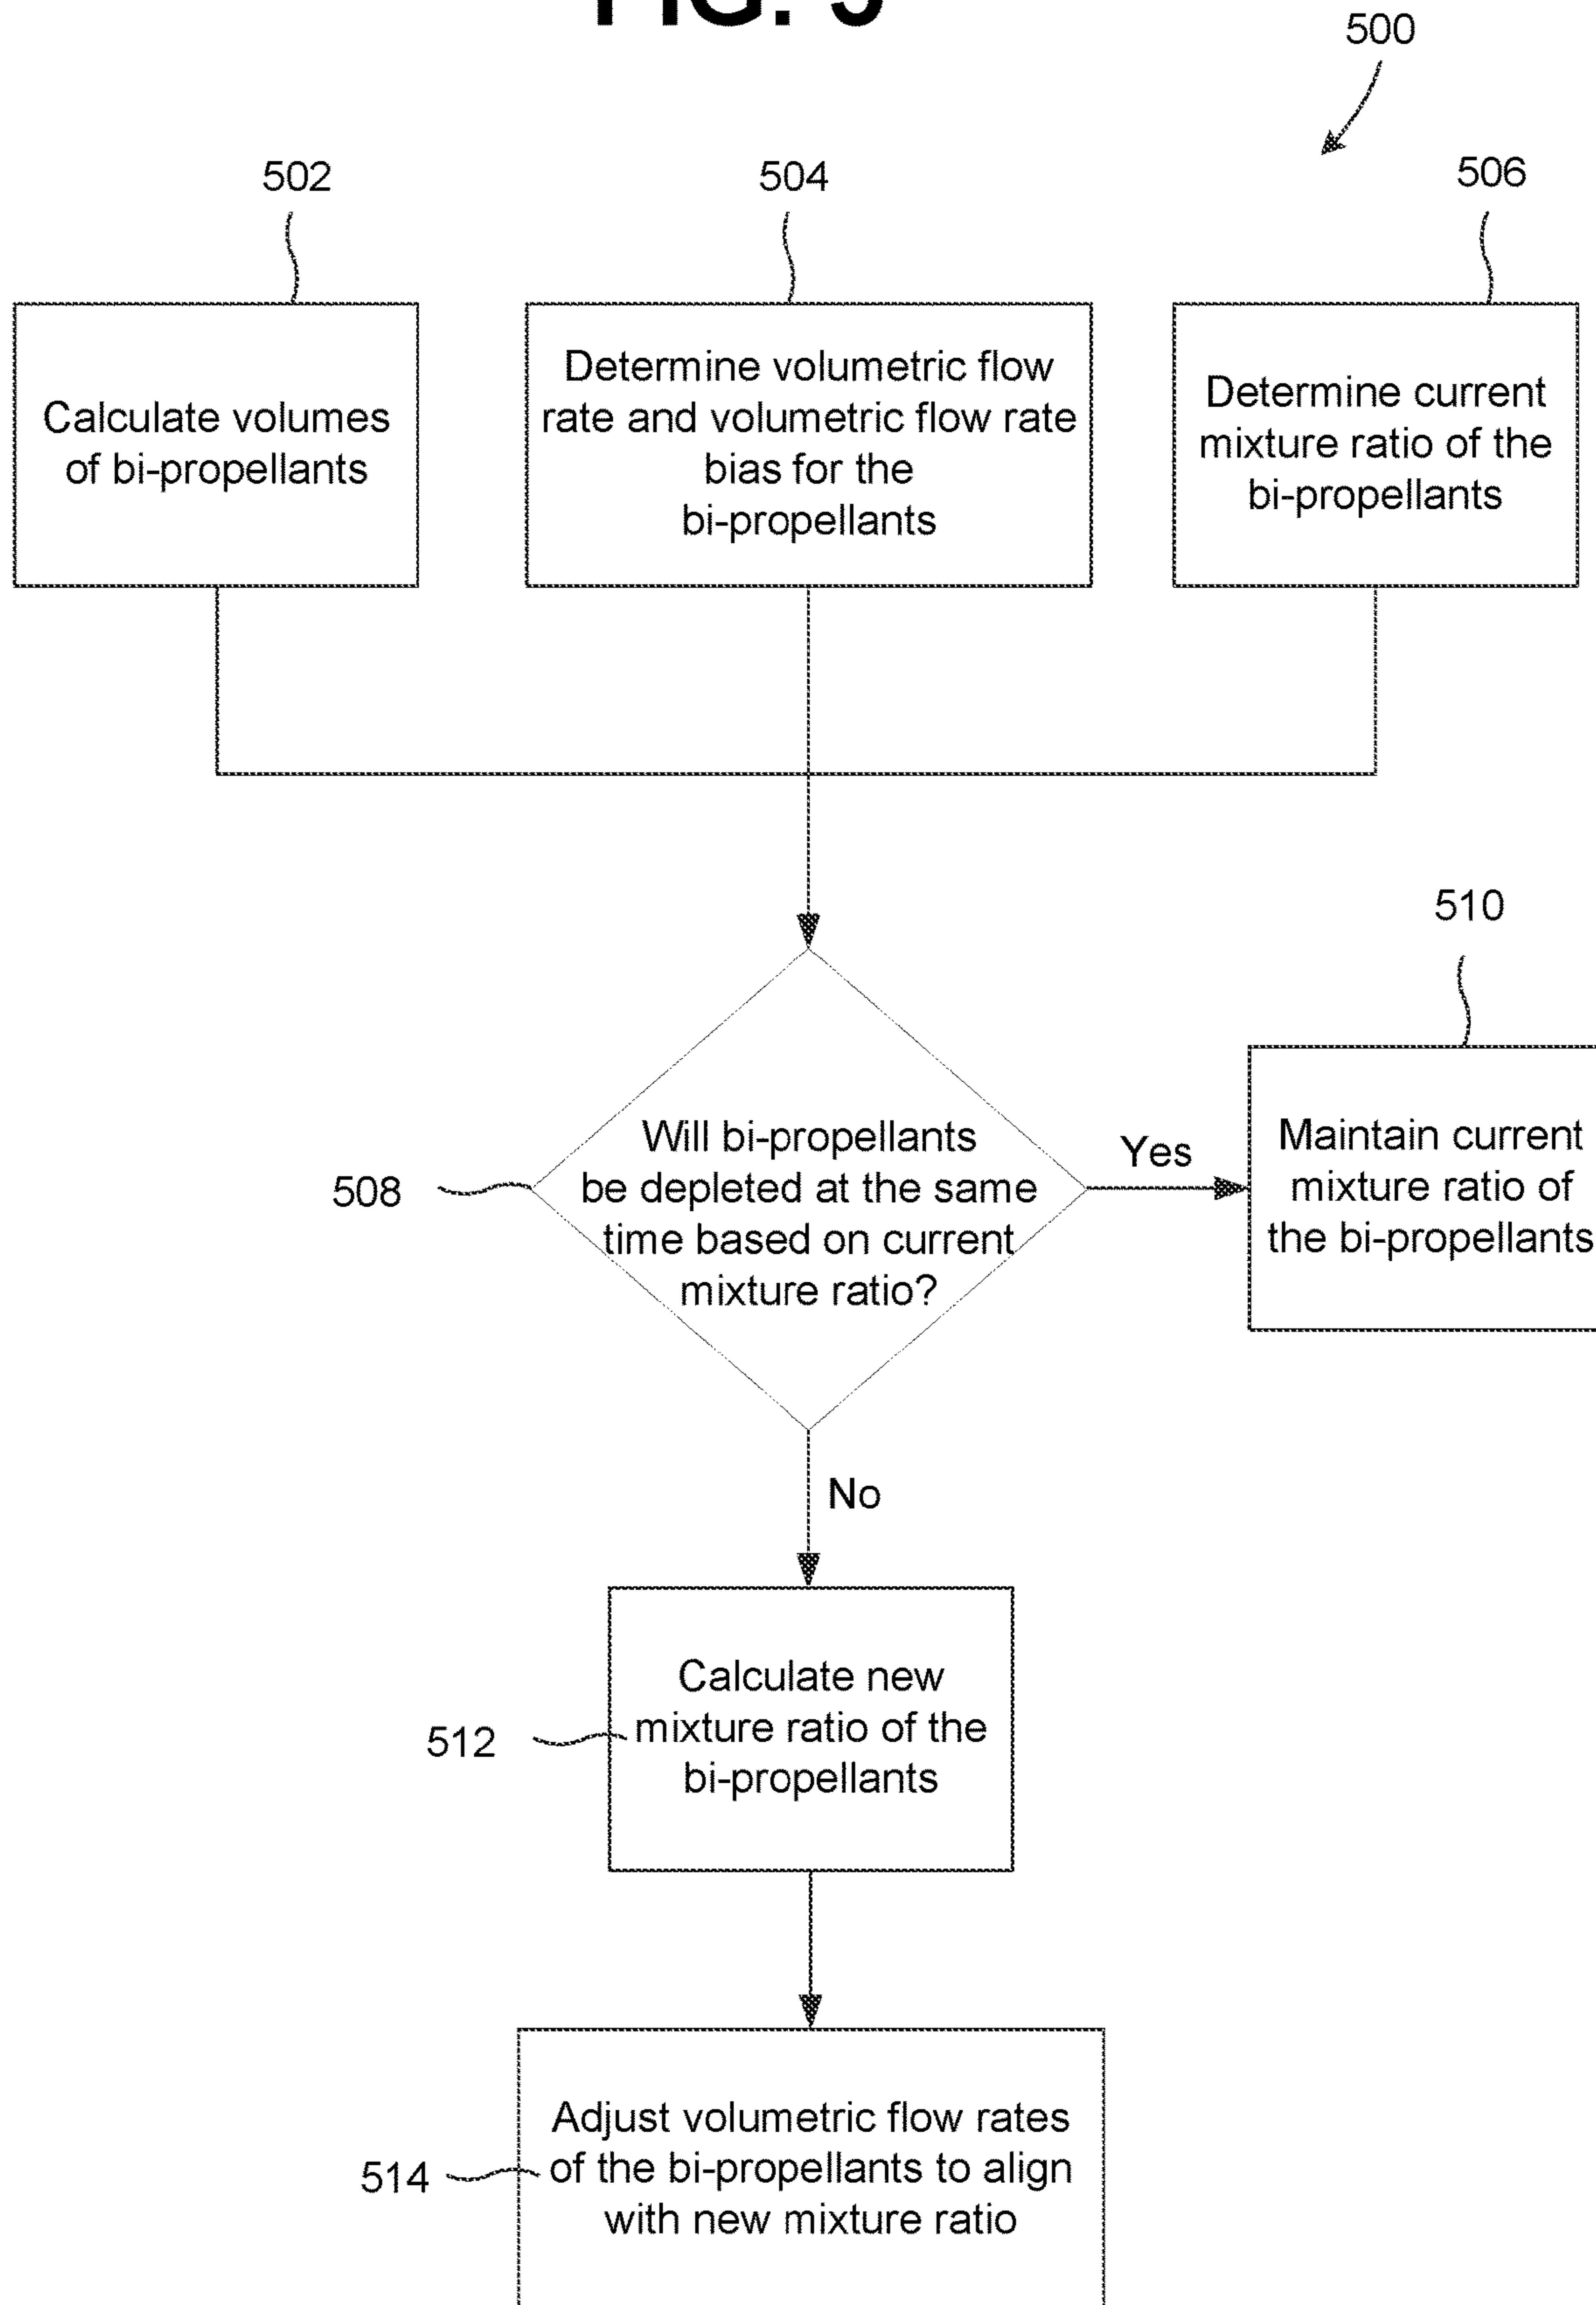 FIG. 5
500
502
504
506
Calculate volumes
of bi-propellants
Determine volumetric flow
rate and volumetric flow rate
bias for the
bi-propellants
Determine current
mixture ratio of the
bi-propellants
510
508
Will bi-propellants
be depleted at the same
time based on current
mixture ratio?
Yes
Maintain current
mixture ratio of
the bi-propellants
No
512
Calculate new
mixture ratio of the
bi-propellants
514
Adjust volumetric flow rates
of the bi-propellants to align
with new mixture ratio